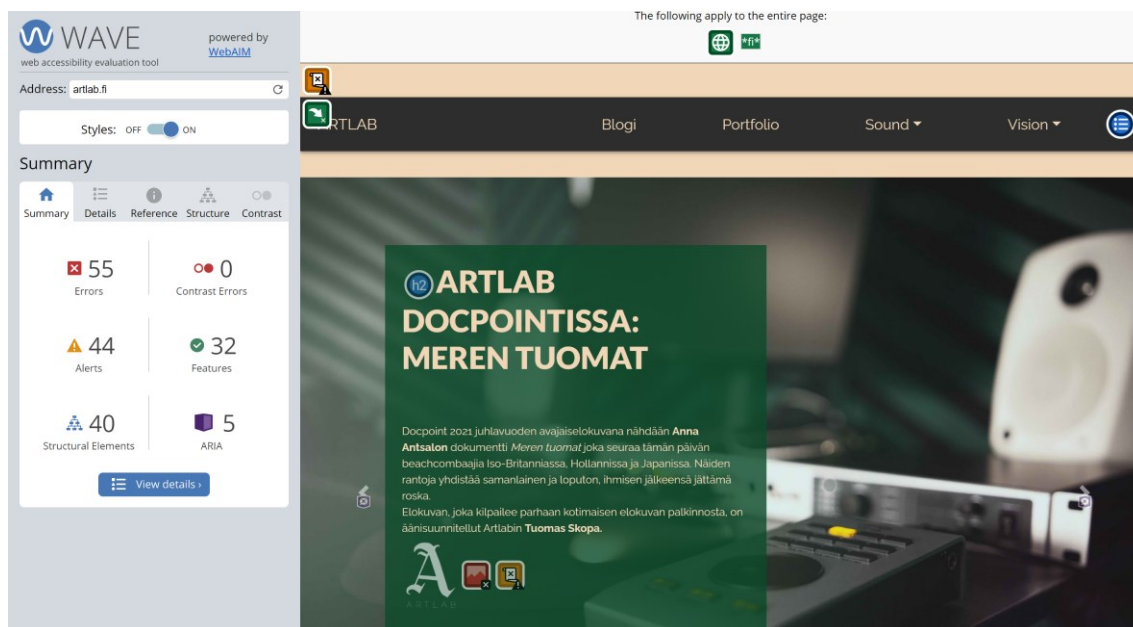 The following apply to the entire page:
*fi*
WAVE
web accessibility evaluation tool
powered by
WebAIM
Address: artlab.fi
Styles: OFF ON
Summary
Summary Details Reference Structure Contrast
55
Errors
0
Contrast Errors
44
Alerts
32
Features
40
Structural Elements
5
ARIA
View details ›
ARTLAB Blogi Portfolio Sound Vision
h2
ARTLAB
DOCPOINTISSA:
MEREN TUOMAT
Docpoint 2021 juhlavuoden avajaiselokuvana nähdään Anna
Antsalon dokumentti Meren tuomat joka seuraa tämän päivän
beachcombaajia Iso-Britanniassa, Hollannissa ja Japanissa. Näiden
rantoja yhdistää samanlainen ja loputon, ihmisen jälkeensä jättämä
roska.
Elokuvan, joka kilpailee parhaan kotimaisen elokuvan palkinnosta, on
äänisuunnitellut Artlabin Tuomas Skopa.
A
ARTLAB